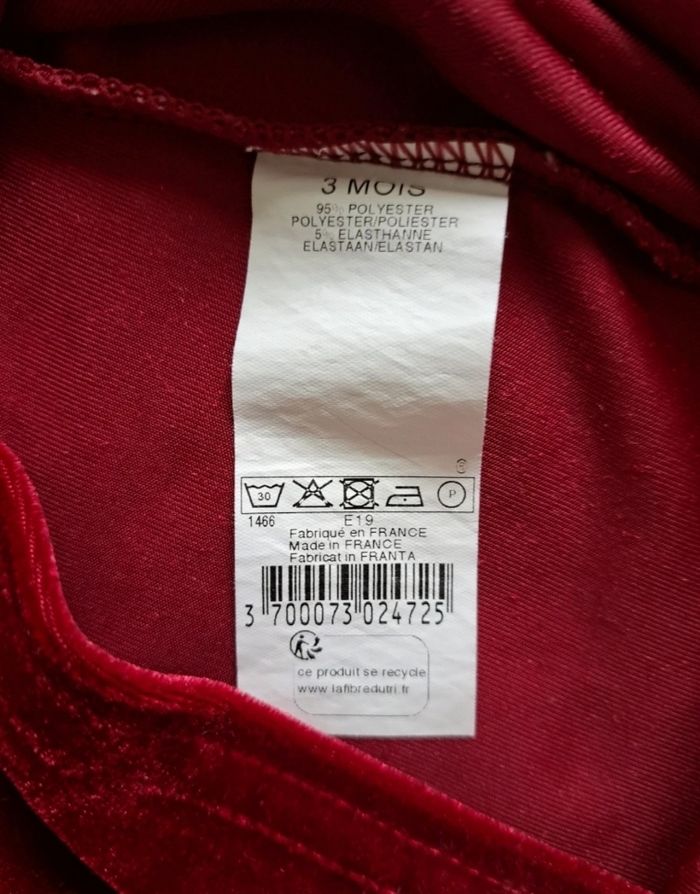 3 MOIS
95% POLYESTER
POLYESTER/POLIESTER
5% ELASTHANNE
ELASTAAN/ELASTAN
30 P
1466 E19
Fabriqué en FRANCE
Made in FRANCE
Fabricat in FRANTA
3 700073 024725
ce produit se recycle
www lafibredutri.fr